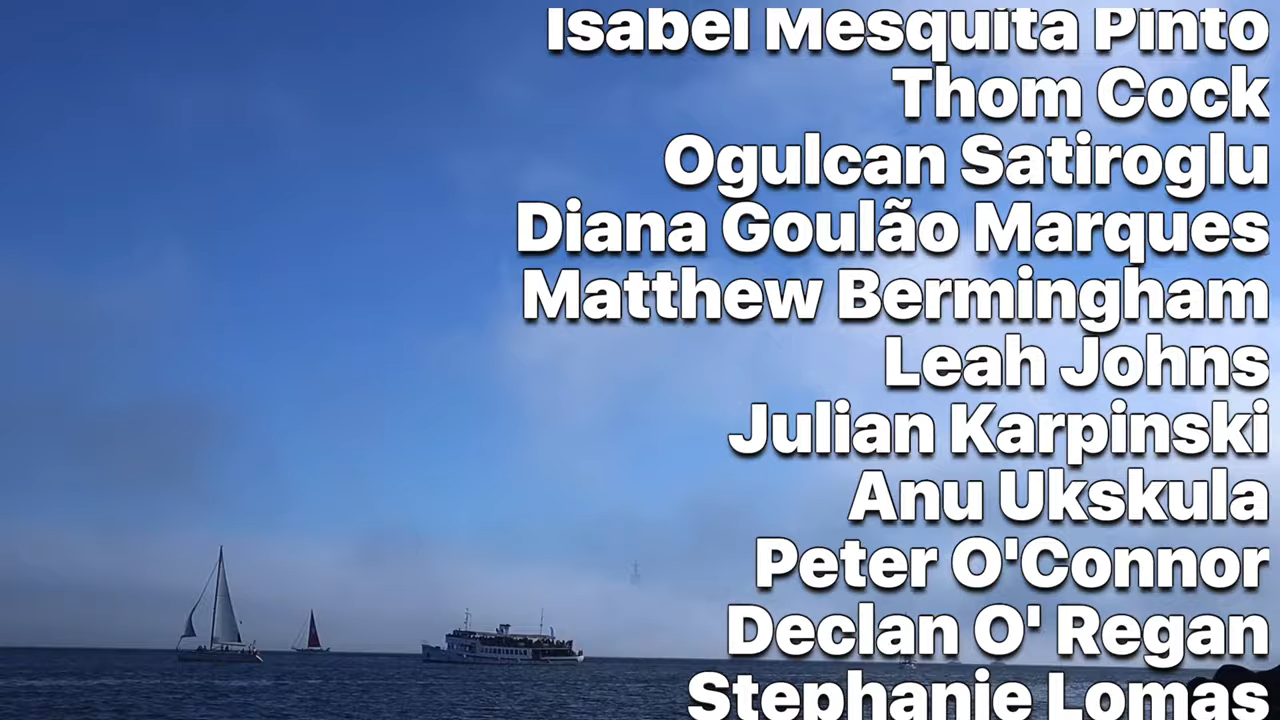 Isabel Mesquita Pinto
Thom Cock
Ogulcan Satiroglu
Diana Goulão Marques
Matthew Bermingham
Leah Johns
Julian Karpinski
Anu Ukskula
Peter O'Connor
Declan O' Regan
Stephanie Lomas